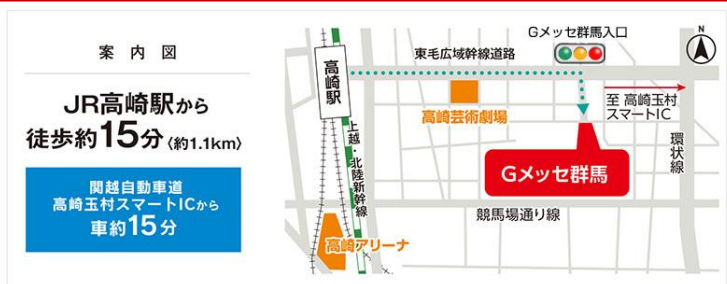 案内図
JR高崎駅から
徒歩約15分〈約1.1km〉
関越自動車道
高崎玉村スマートICから
車約15分
Gメッセ群馬入口
東毛広域幹線道路
N
高崎駅
高崎芸術劇場
至 高崎玉村
スマートIC
上越・北陸新幹線
環状線
Gメッセ群馬
競馬場通り線
高崎アリーナ